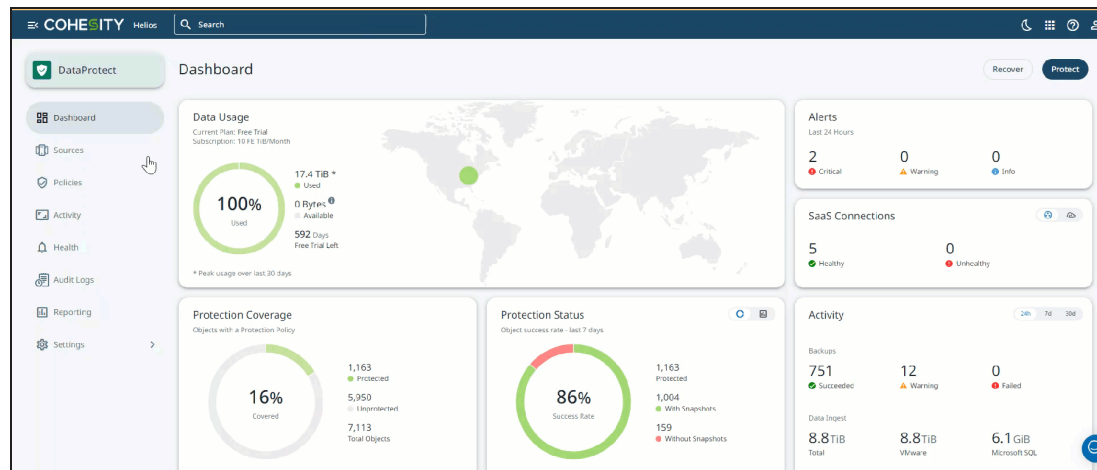 COHESITY Helios Search
DataProtect
Dashboard
Sources
Policies
Activity
Health
Audit Logs
Reporting
Settings
Dashboard
Recover
Protect
Data Usage
Current Plan: Free Trial
Subscription: 10 FE TiB/Month
100%
Used
17.4 TiB *
Used
0 Bytes
Available
592 Days
Free Trial Left
* Peak usage over last 30 days
Alerts
Last 24 Hours
2
Critical
0
Warning
0
Info
SaaS Connections
5
Healthy
0
Unhealthy
Protection Coverage
Objects with a Protection Policy
16%
Covered
1,163
Protected
5,950
Unprotected
7,113
Total Objects
Protection Status
Object success rate - last 7 days
86%
Success Rate
1,163
Protected
1,004
With Snapshots
159
Without Snapshots
Activity
24h 7d 30d
Backups
751
Succeeded
12
Warning
0
Failed
Data Ingest
8.8 TiB
Total
8.8 TiB
VMware
6.1 GiB
Microsoft SQL